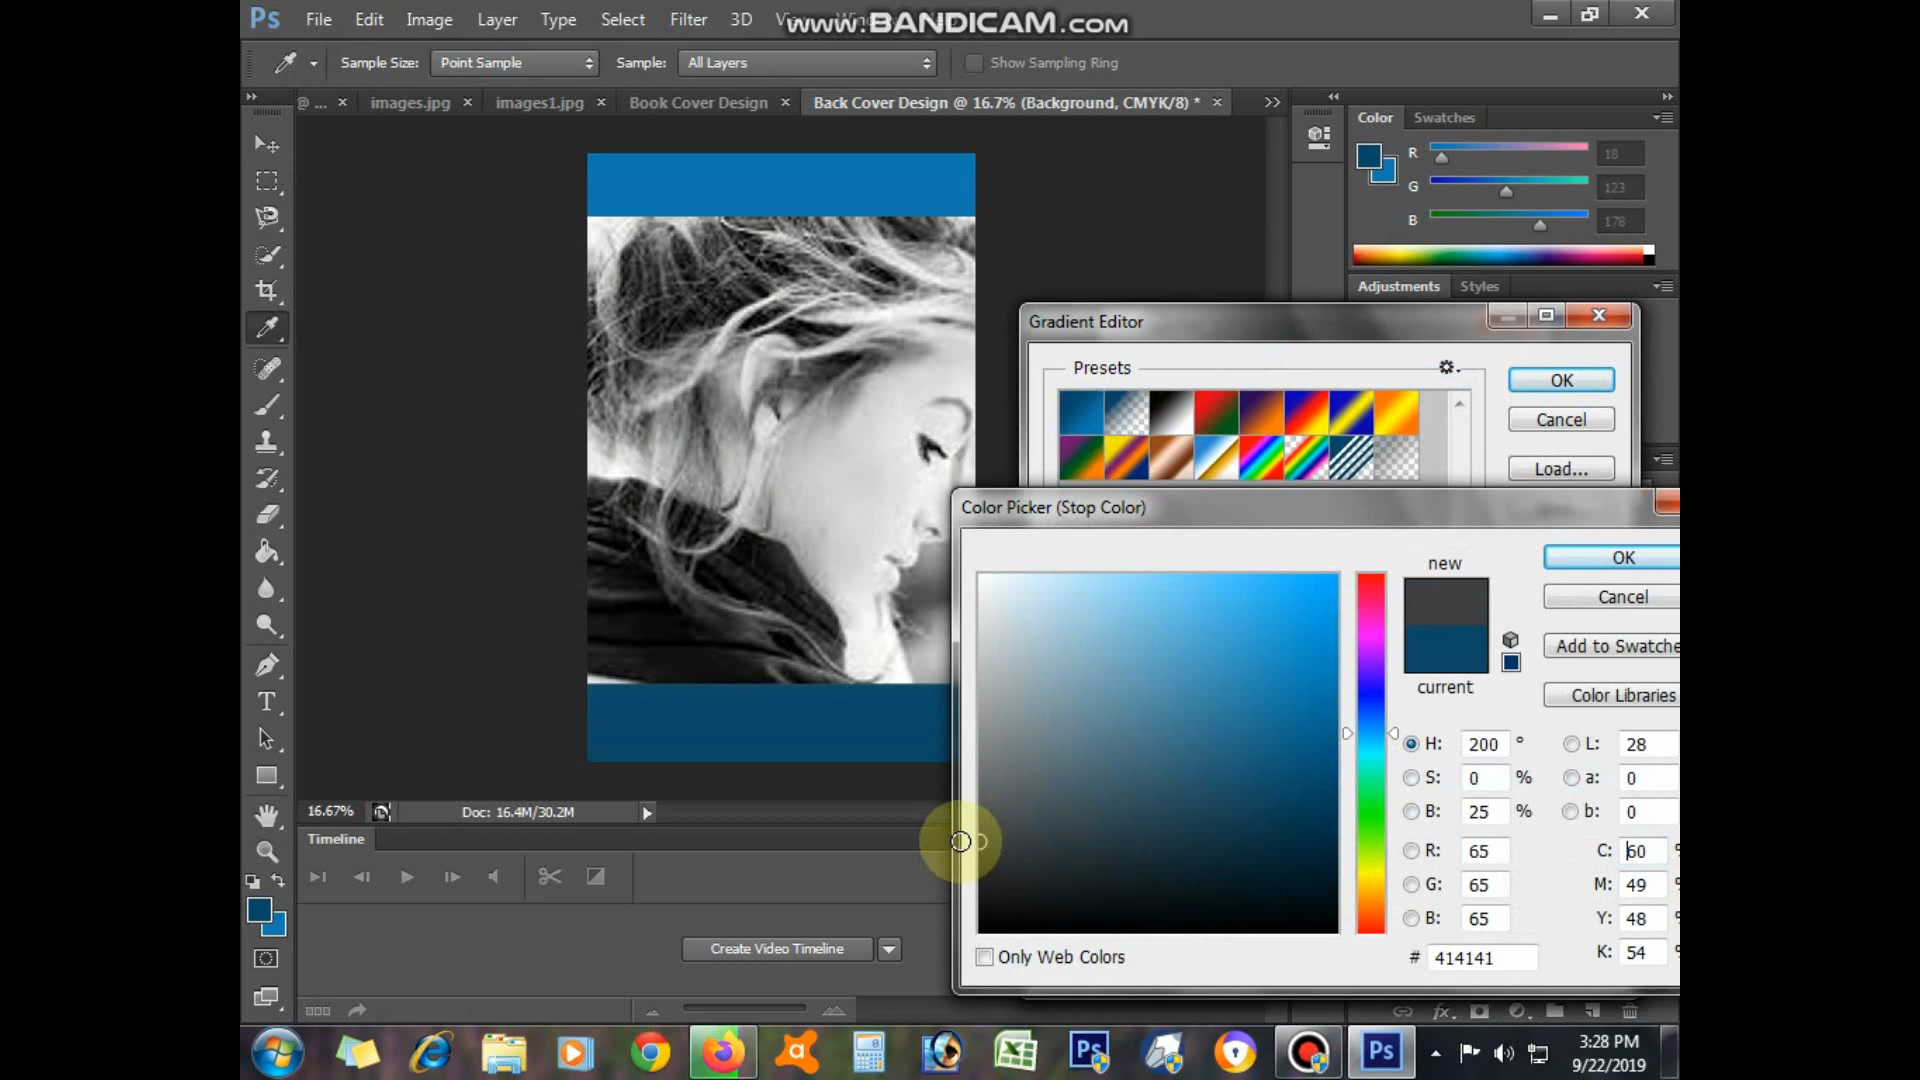 Ps File Edit Image Layer Type Select Filter 3D
www.BANDICAM.com
Sample Size: Point Sample Sample: All Layers Show Sampling Ring
@ ... × images.jpg × images1.jpg × Book Cover Design × Back Cover Design @ 16.7% (Background, CMYK/8) * ×
Color Swatches
R 18
G 123
B 178
Adjustments Styles
Gradient Editor
Presets
OK
Cancel
Load...
Color Picker (Stop Color)
new
current
OK
Cancel
Add to Swatche
Color Libraries
H: 200 ° L: 28
S: 0 % a: 0
B: 25 % b: 0
R: 65 C: 60
G: 65 M: 49
B: 65 Y: 48
# 414141 K: 54
Only Web Colors
16.67% Doc: 16.4M/30.2M
Timeline
Create Video Timeline
fx
3:28 PM
9/22/2019